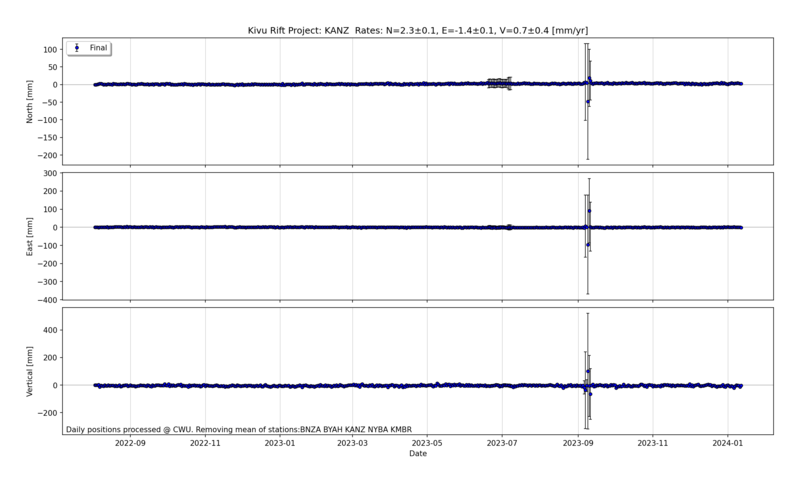 Kivu Rift Project: KANZ  Rates: N=2.3±0.1, E=-1.4±0.1, V=0.7±0.4 [mm/yr]
Final
North [mm]
100
50
0
−50
−100
−150
−200
East [mm]
300
200
100
0
−100
−200
−300
−400
Vertical [mm]
400
200
0
−200
Daily positions processed @ CWU. Removing mean of stations:BNZA BYAH KANZ NYBA KMBR
2022-09 2022-11 2023-01 2023-03 2023-05 2023-07 2023-09 2023-11 2024-01
Date